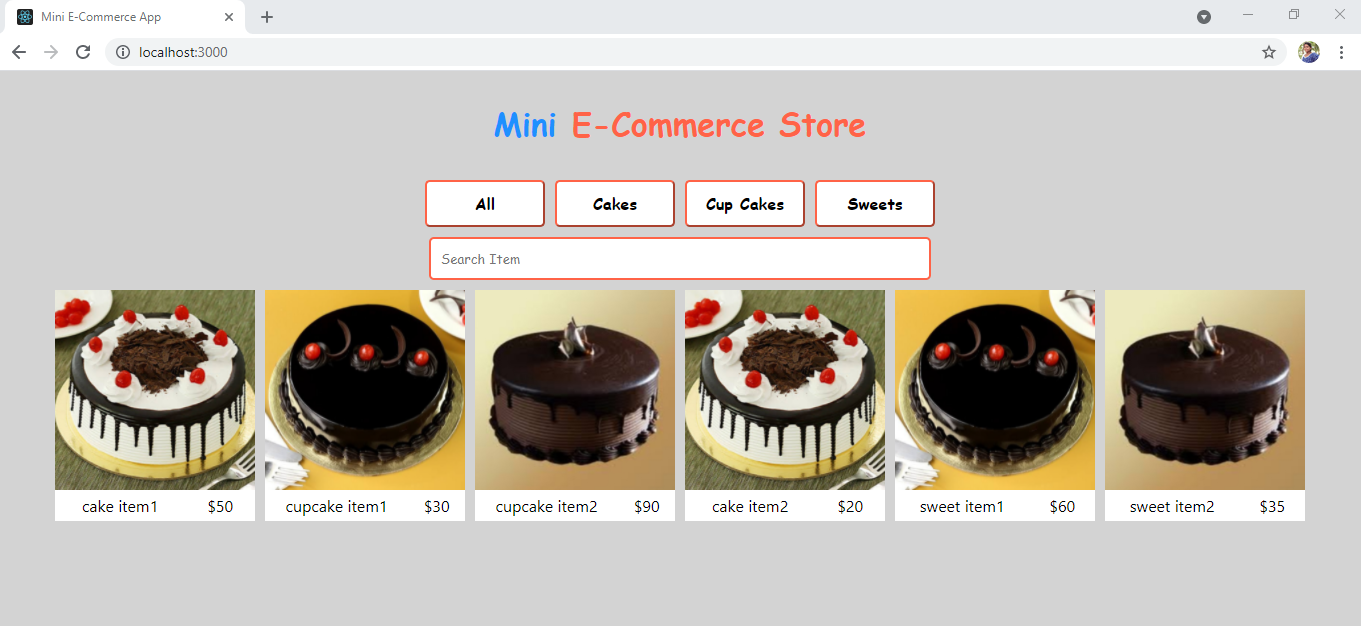 Mini E-Commerce App
localhost:3000
Mini E-Commerce Store
All Cakes Cup Cakes Sweets
Search Item
cake item1 $50 cupcake item1 $30 cupcake item2 $90 cake item2 $20 sweet item1 $60 sweet item2 $35